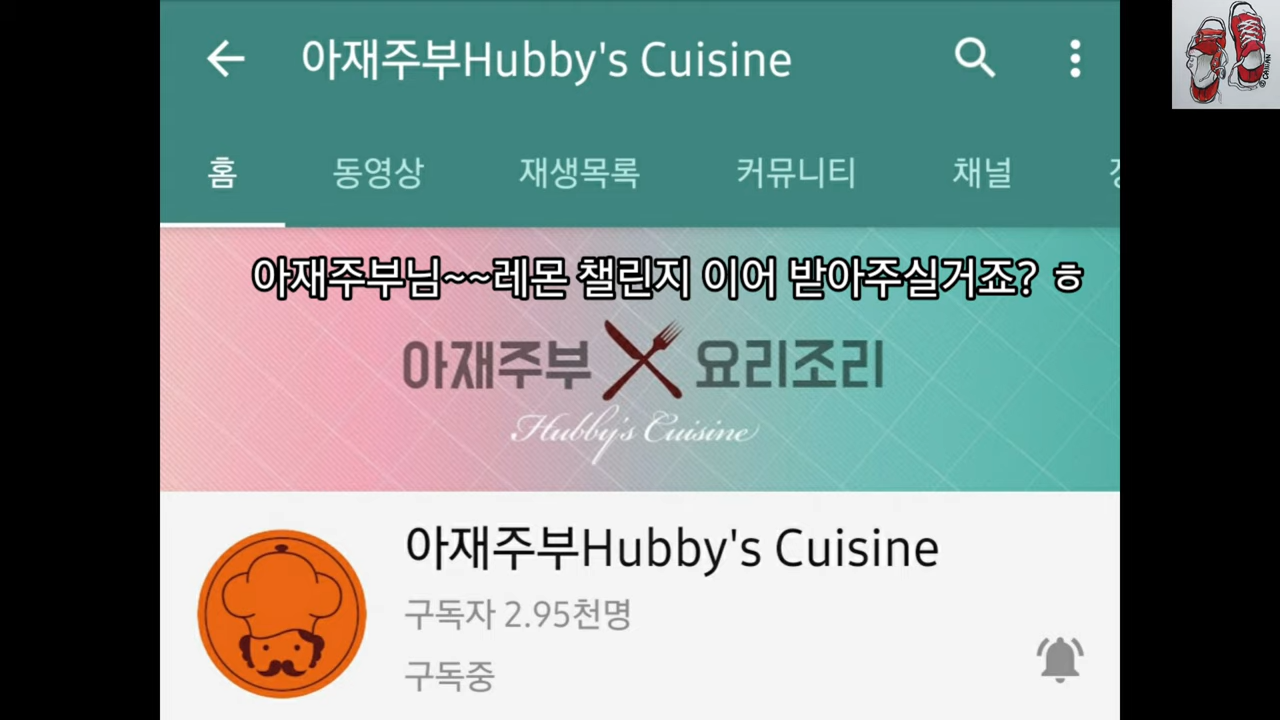 아재주부Hubby's Cuisine
홈 동영상 재생목록 커뮤니티 채널
아재주부님~~레몬 챌린지 이어 받아주실거죠? ㅎ
아재주부 요리조리
Hubby's Cuisine
아재주부Hubby's Cuisine
구독자 2.95천명
구독중